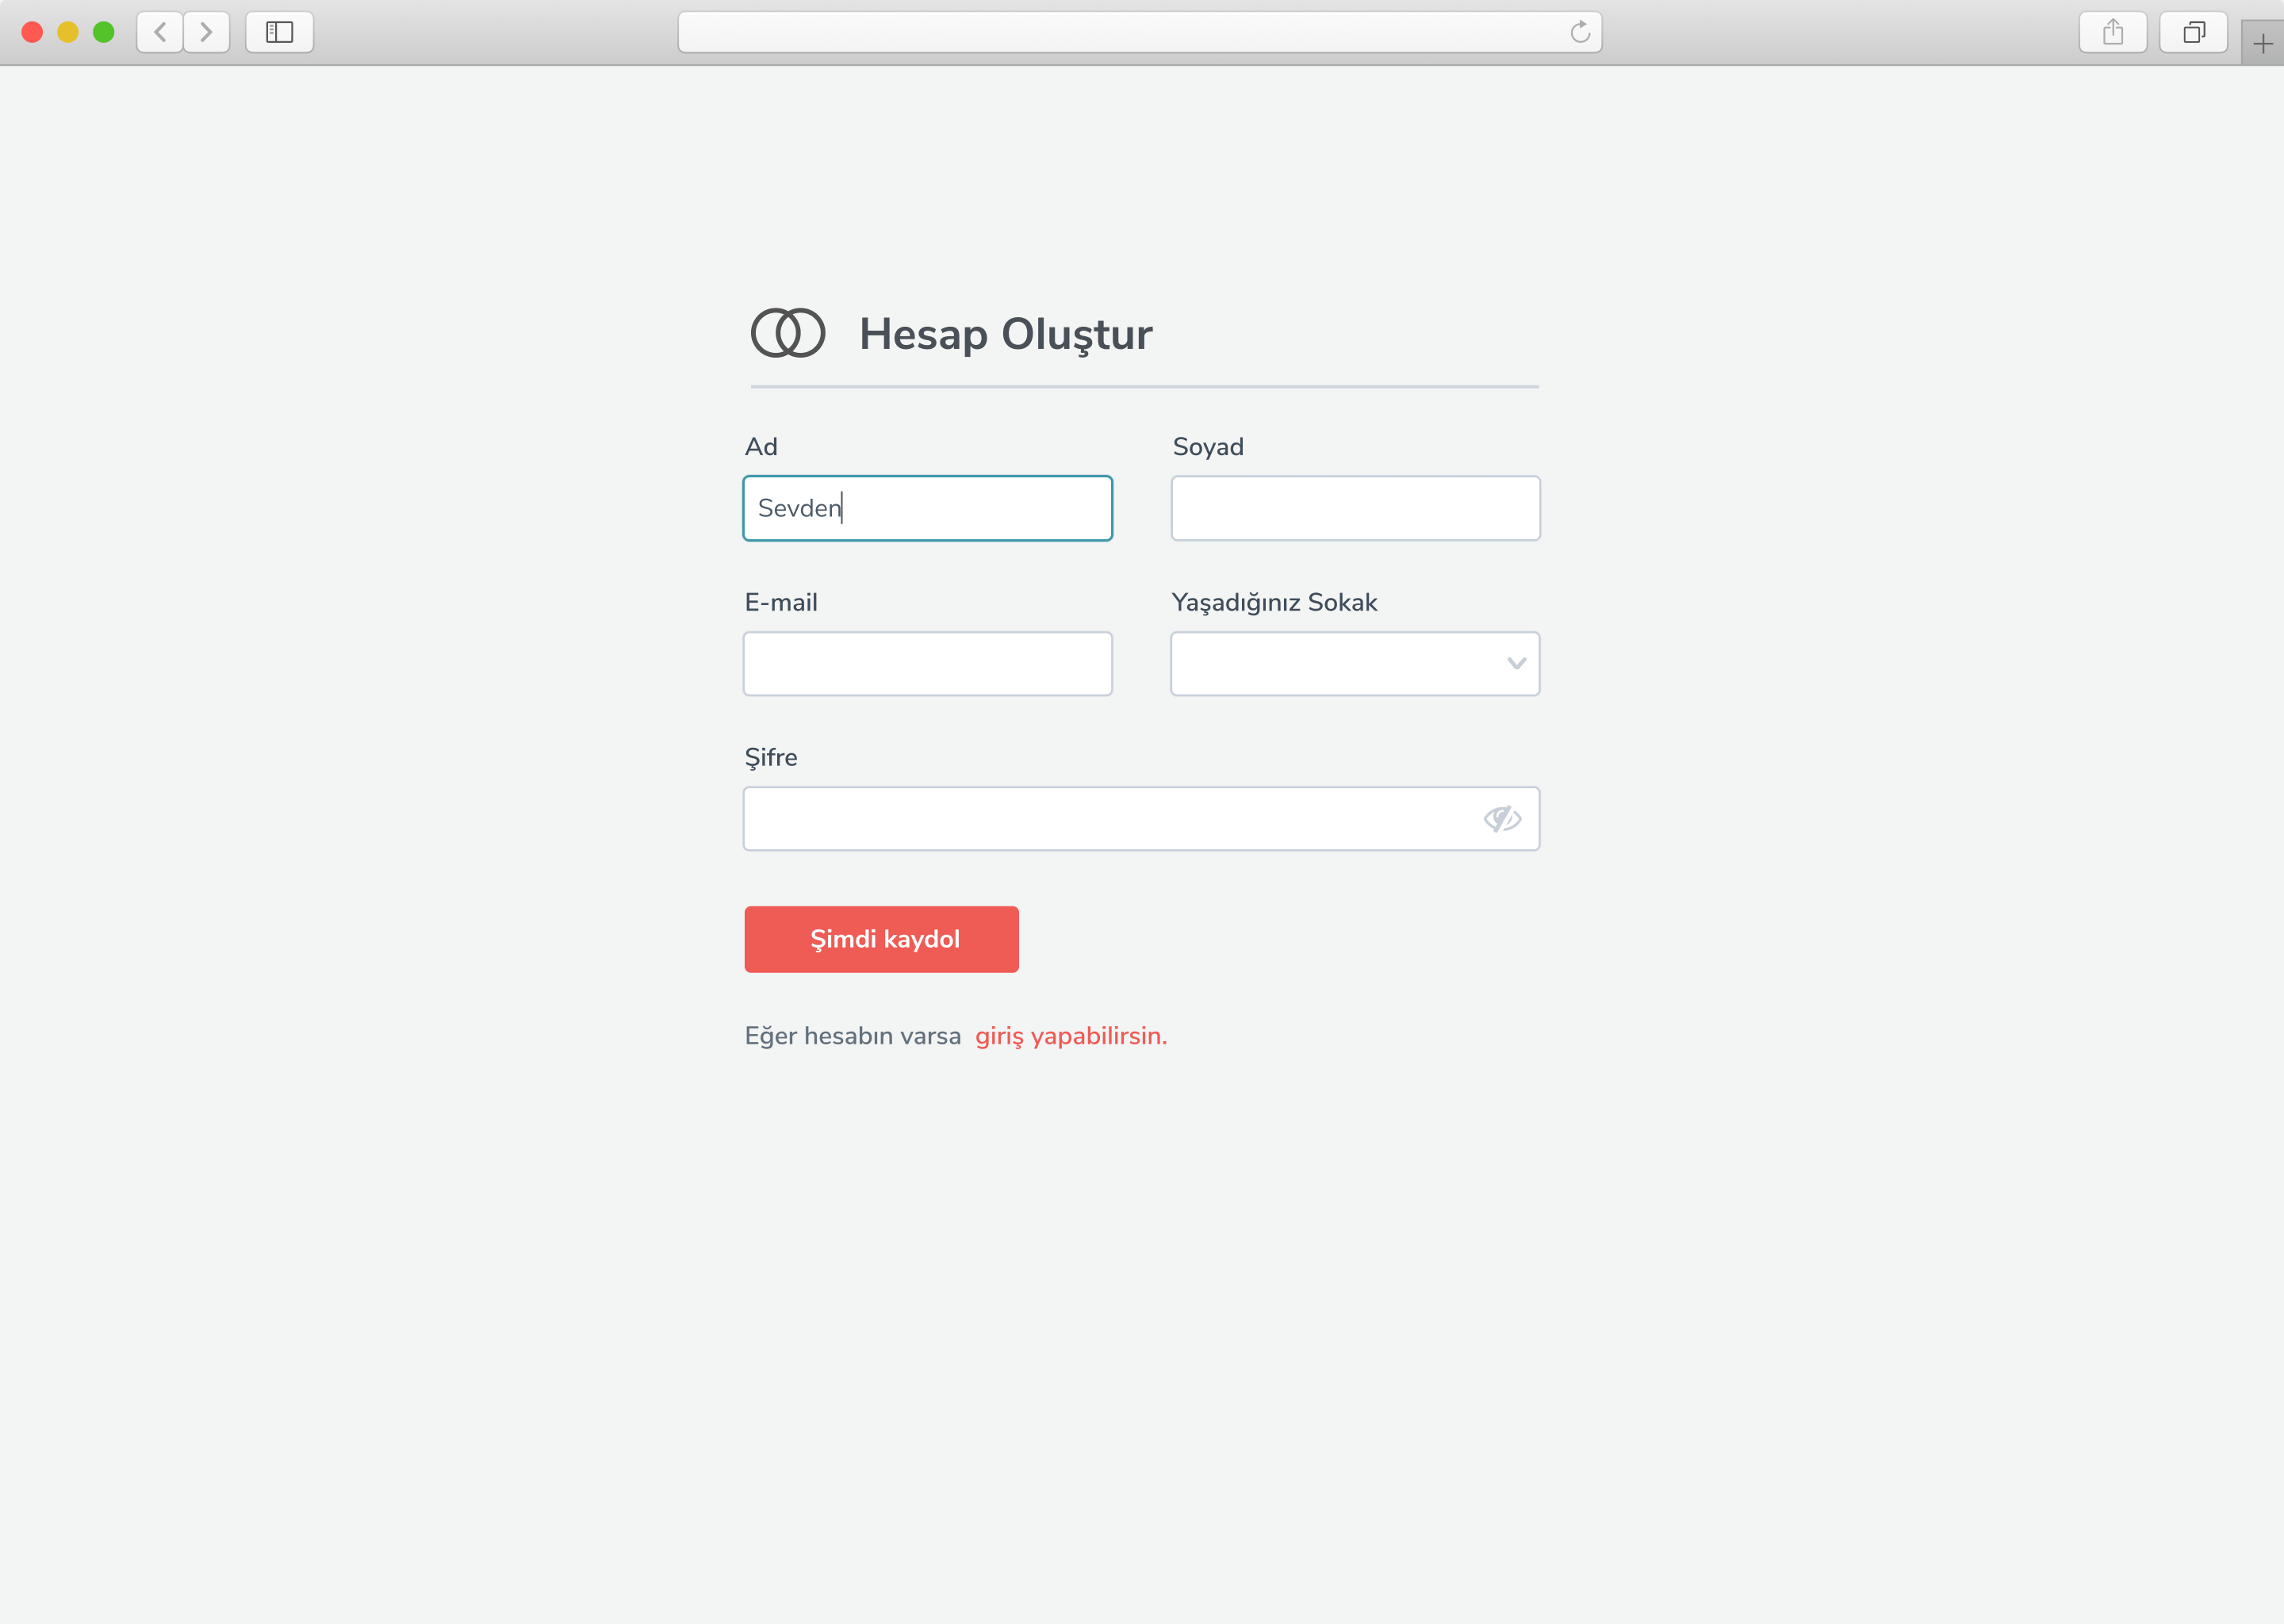 Hesap Oluştur
Ad
Soyad
Sevden
E-mail
Yaşadığınız Sokak
Şifre
Şimdi kaydol
Eğer hesabın varsa giriş yapabilirsin.